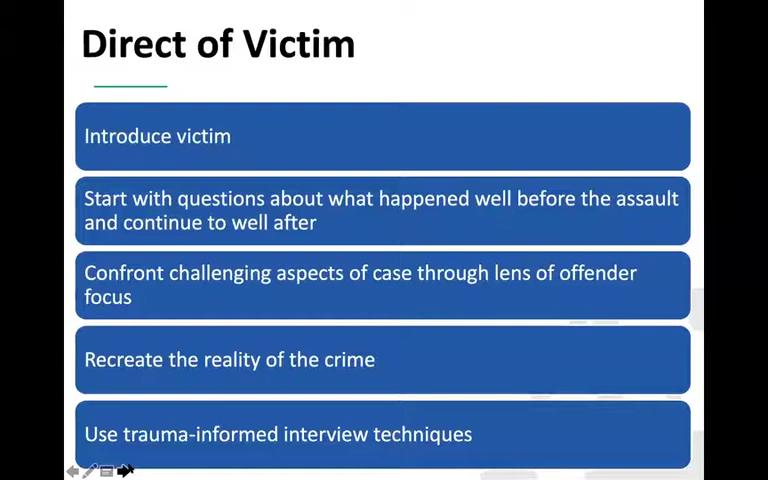 Direct of Victim
Introduce victim
Start with questions about what happened well before the assault
and continue to well after
Confront challenging aspects of case through lens of offender
focus
Recreate the reality of the crime
Use trauma-informed interview techniques